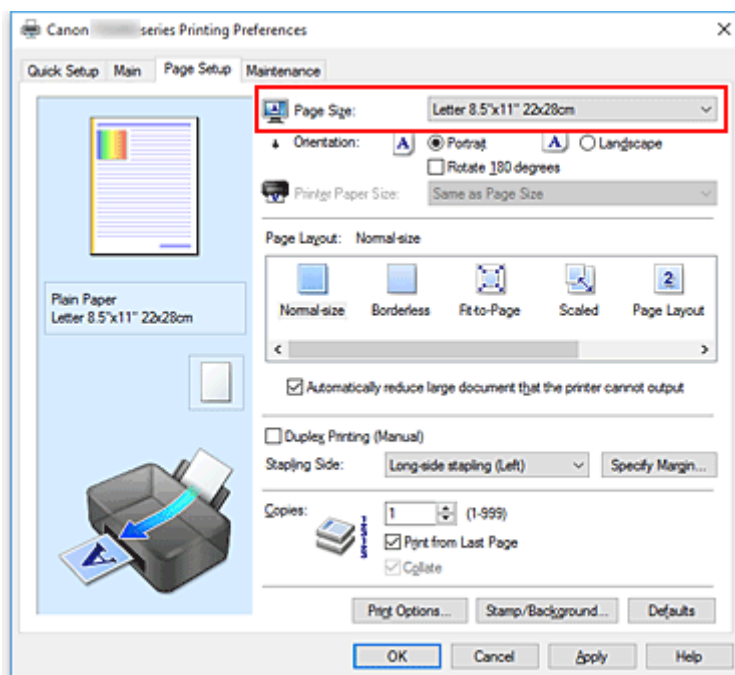 Canon series Printing Preferences
Quick Setup Main Page Setup Maintenance
Page Size: Letter 8.5"x11" 22x28cm
Orientation: A Portrait A Landscape
Rotate 180 degrees
Printer Paper Size: Same as Page Size
Page Layout: Normal-size
Normal-size Borderless Fit-to-Page Scaled Page Layout
Plain Paper
Letter 8.5"x11" 22x28cm
Automatically reduce large document that the printer cannot output
Duplex Printing (Manual)
Stapling Side: Long-side stapling (Left) Specify Margin...
Copies: 1 (1-999)
Print from Last Page
Collate
Print Options... Stamp/Background... Defaults
OK Cancel Apply Help